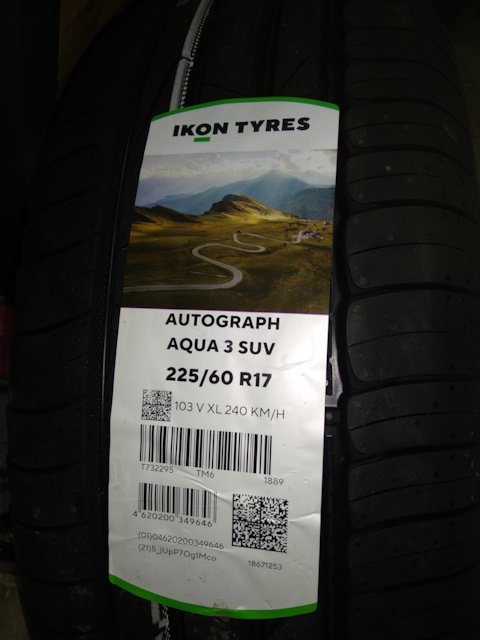 IKON TYRES
AUTOGRAPH
AQUA 3 SUV
225/60 R17
103 V XL 240 KM/H
T732295 TM6 1889
4 620200 349646
(01)04620200349646
(21)5_JUpP7Og1Mco
18671253